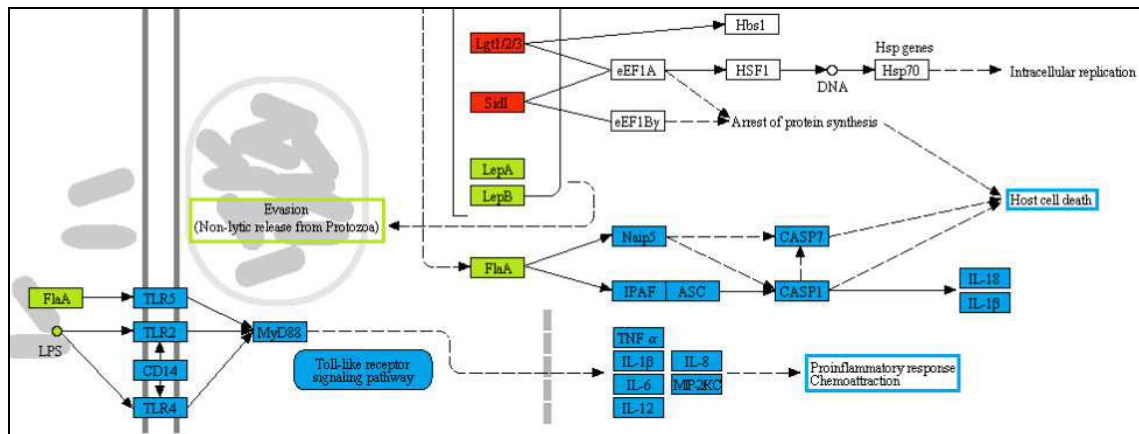 Lgt1/2/3
Hbs1
eEF1A
HSF1
DNA
Hsp genes
Hsp70
Intracellular replication
SidI
eEF1By
Arrest of protein synthesis
LepA
LepB
Evasion
(Non-lytic release from Protozoa)
Host cell death
FlaA
Naip5
CASP7
IPAF
ASC
CASP1
IL-18
IL-1β
FlaA
TLR5
LPS
TLR2
MyD88
CD14
TLR4
Toll-like receptor
signaling pathway
TNF α
IL-1β
IL-8
IL-6
MIP-2KC
IL-12
Proinflammatory response
Chemoattraction